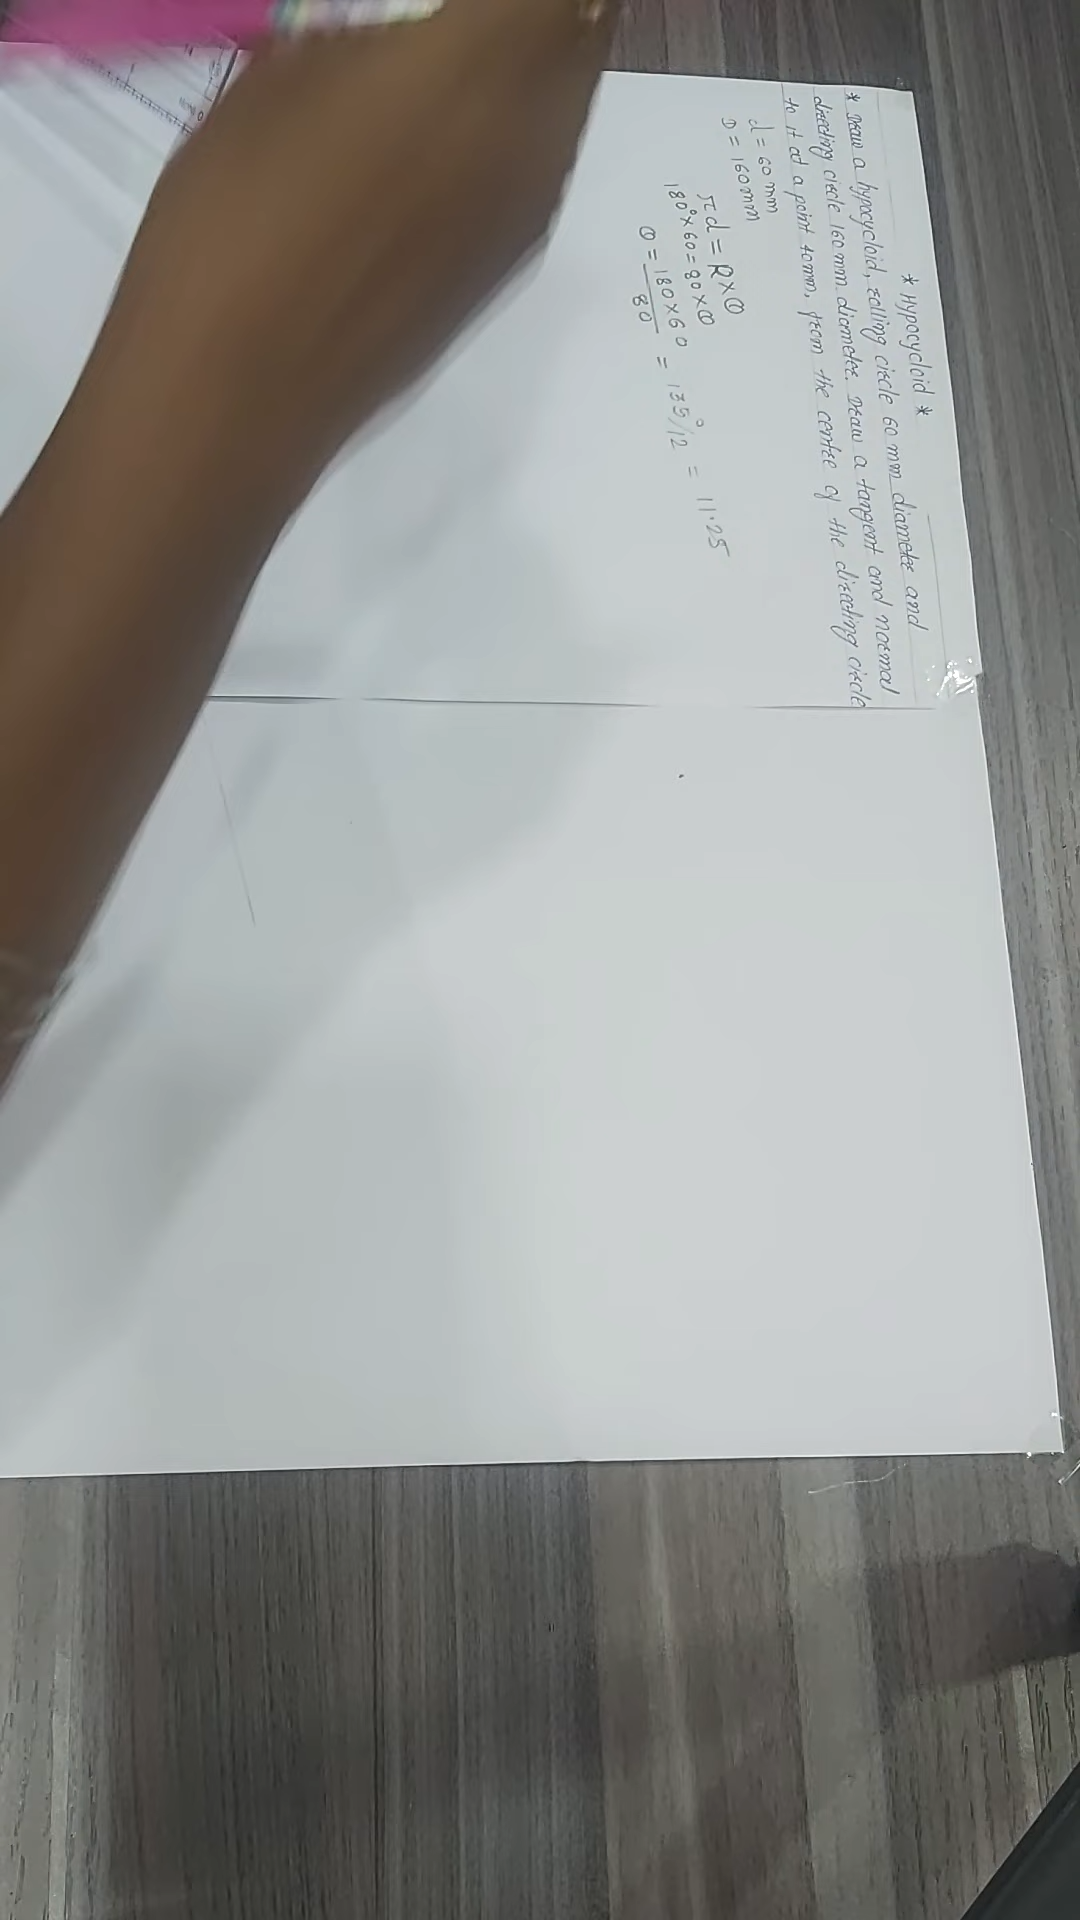 * Hypocycloid *
* Draw a hypocycloid, rolling circle 60 mm diameter and
directing circle 160 mm diameter. Draw a tangent and normal
to it at a point 40mm. from the centre of the directing circle
d = 60 mm
D = 160mm
πd = R×θ
180°×60 = 80×θ
θ = 180×60/80 = 135°/12 = 11.25